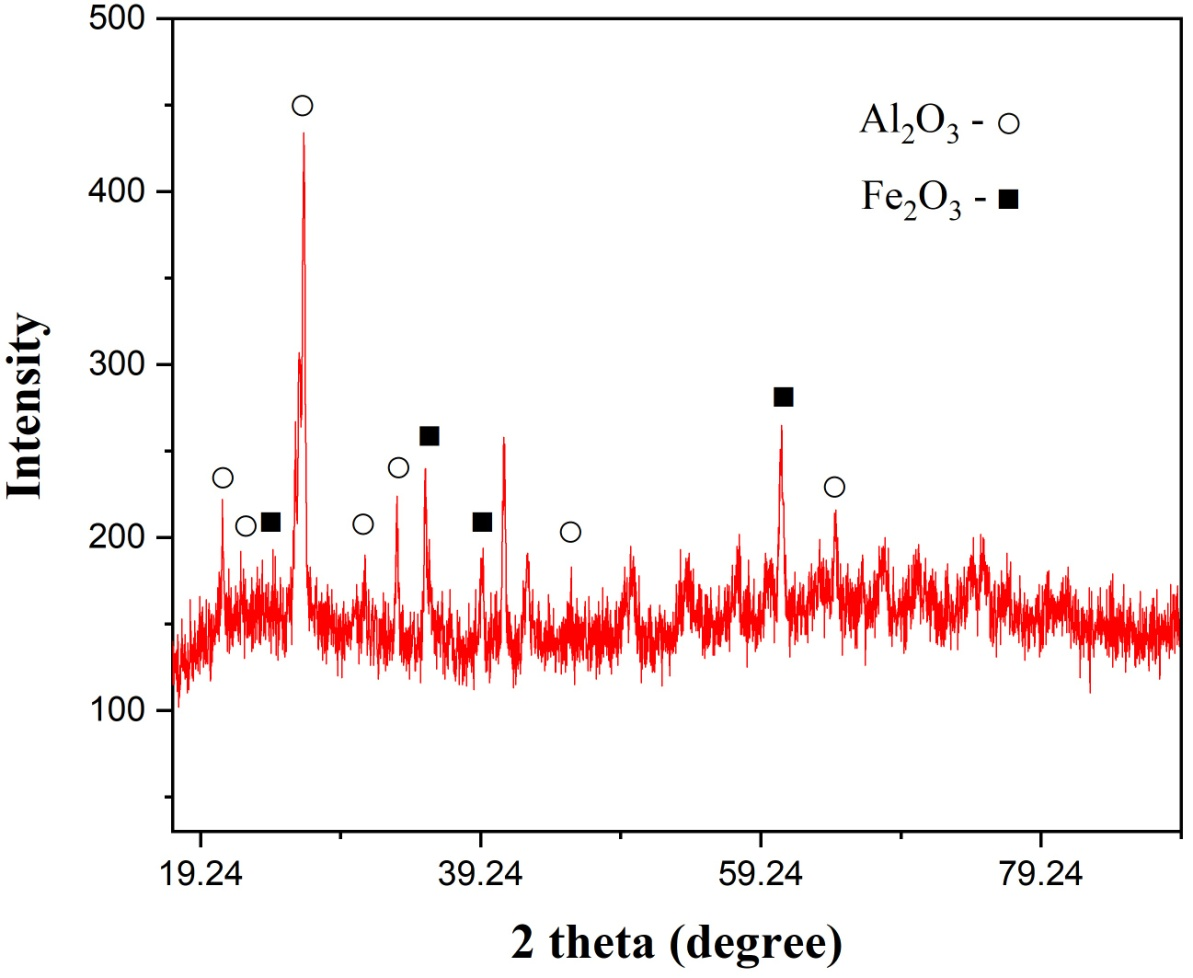 500
400
300
200
100
Intensity
Al₂O₃ - ○
Fe₂O₃ - ■
19.24 39.24 59.24 79.24
2 theta (degree)